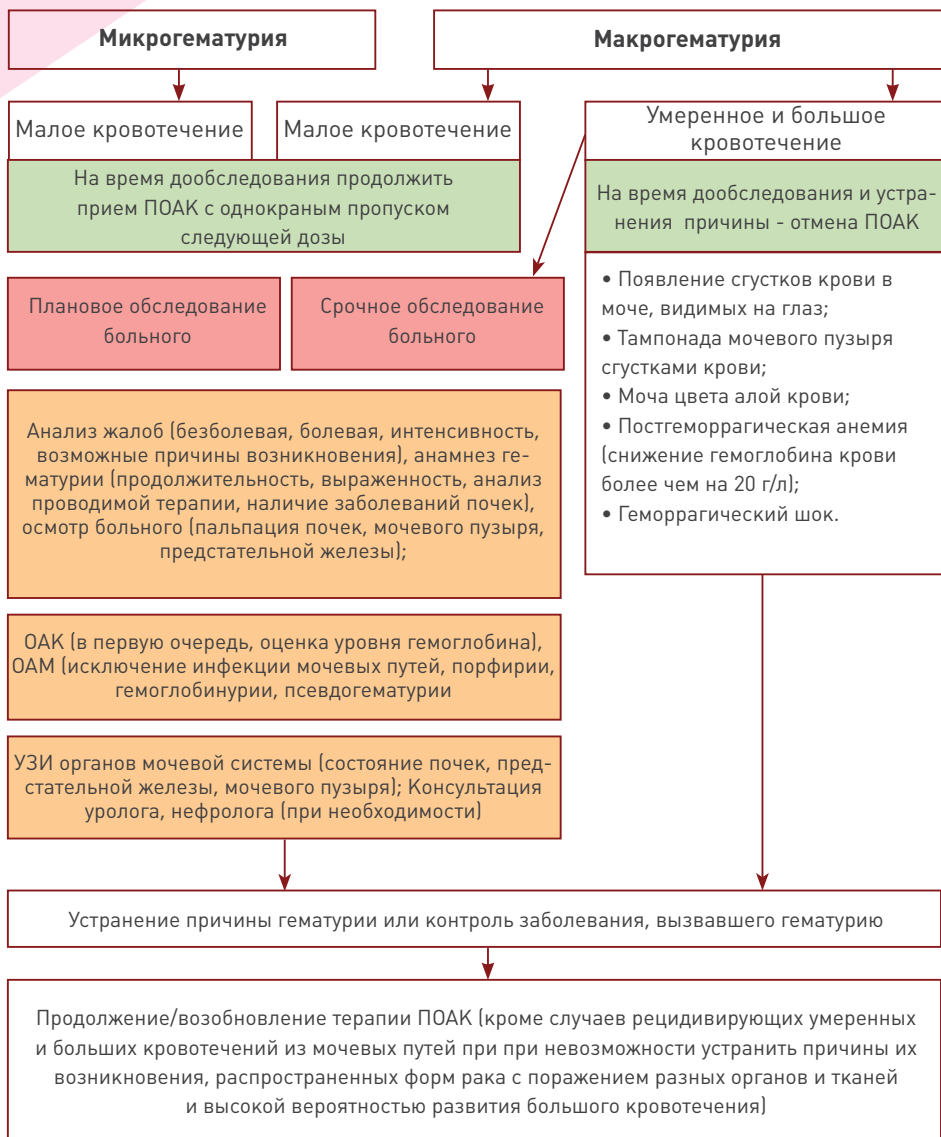 Микрогематурия
Макрогематурия
Малое кровотечение
Малое кровотечение
Умеренное и большое
кровотечение
На время дообследования продолжить
прием ПОАК с однокраным пропуском
следующей дозы
На время дообследования и устра-
нения причины - отмена ПОАК
Плановое обследование
больного
Срочное обследование
больного
• Появление сгустков крови в
моче, видимых на глаз;
• Тампонада мочевого пузыря
сгустками крови;
• Моча цвета алой крови;
• Постгеморрагическая анемия
(снижение гемоглобина крови
более чем на 20 г/л);
• Геморрагический шок.
Анализ жалоб (безболевая, болевая, интенсивность,
возможные причины возникновения), анамнез ге-
матурии (продолжительность, выраженность, анализ
проводимой терапии, наличие заболеваний почек),
осмотр больного (пальпация почек, мочевого пузыря,
предстательной железы);
ОАК (в первую очередь, оценка уровня гемоглобина),
ОАМ (исключение инфекции мочевых путей, порфирии,
гемоглобинурии, псевдогематурии
УЗИ органов мочевой системы (состояние почек, пред-
стательной железы, мочевого пузыря); Консультация
уролога, нефролога (при необходимости)
Устранение причины гематурии или контроль заболевания, вызвавшего гематурию
Продолжение/возобновление терапии ПОАК (кроме случаев рецидивирующих умеренных
и больших кровотечений из мочевых путей при при невозможности устранить причины их
возникновения, распространенных форм рака с поражением разных органов и тканей
и высокой вероятностью развития большого кровотечения)